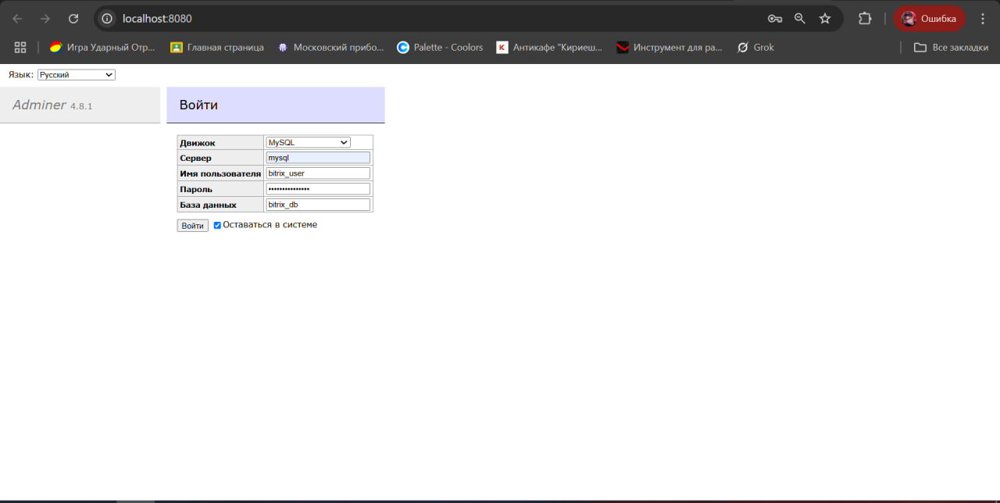 localhost:8080
Ошибка
Игра Ударный Отр...
Главная страница
Московский прибо...
Palette - Coolors
Антикафе "Кириеш...
Инструмент для ра...
Grok
Все закладки
Язык: Русский
Adminer 4.8.1
Войти
Движок MySQL
Сервер mysql
Имя пользователя bitrix_user
Пароль •••••••••••••••
База данных bitrix_db
Войти Оставаться в системе